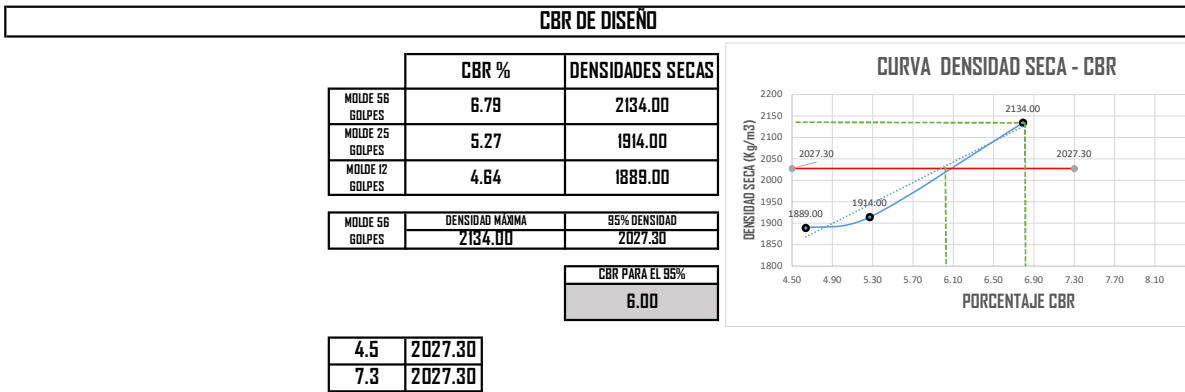 CBR DE DISEÑO
CBR % DENSIDADES SECAS
MOLDE 56 GOLPES 6.79 2134.00
MOLDE 25 GOLPES 5.27 1914.00
MOLDE 12 GOLPES 4.64 1889.00
MOLDE 56 GOLPES DENSIDAD MÁXIMA 95% DENSIDAD
2134.00 2027.30
CBR PARA EL 95%
6.00
4.5 2027.30
7.3 2027.30
CURVA DENSIDAD SECA - CBR
DENSIDAD SECA (Kg/m3)
2200
2150
2100
2050
2000
1950
1900
1850
1800
2134.00
2027.30 2027.30
1914.00
1889.00
4.50 4.90 5.30 5.70 6.10 6.50 6.90 7.30 7.70 8.10
PORCENTAJE CBR